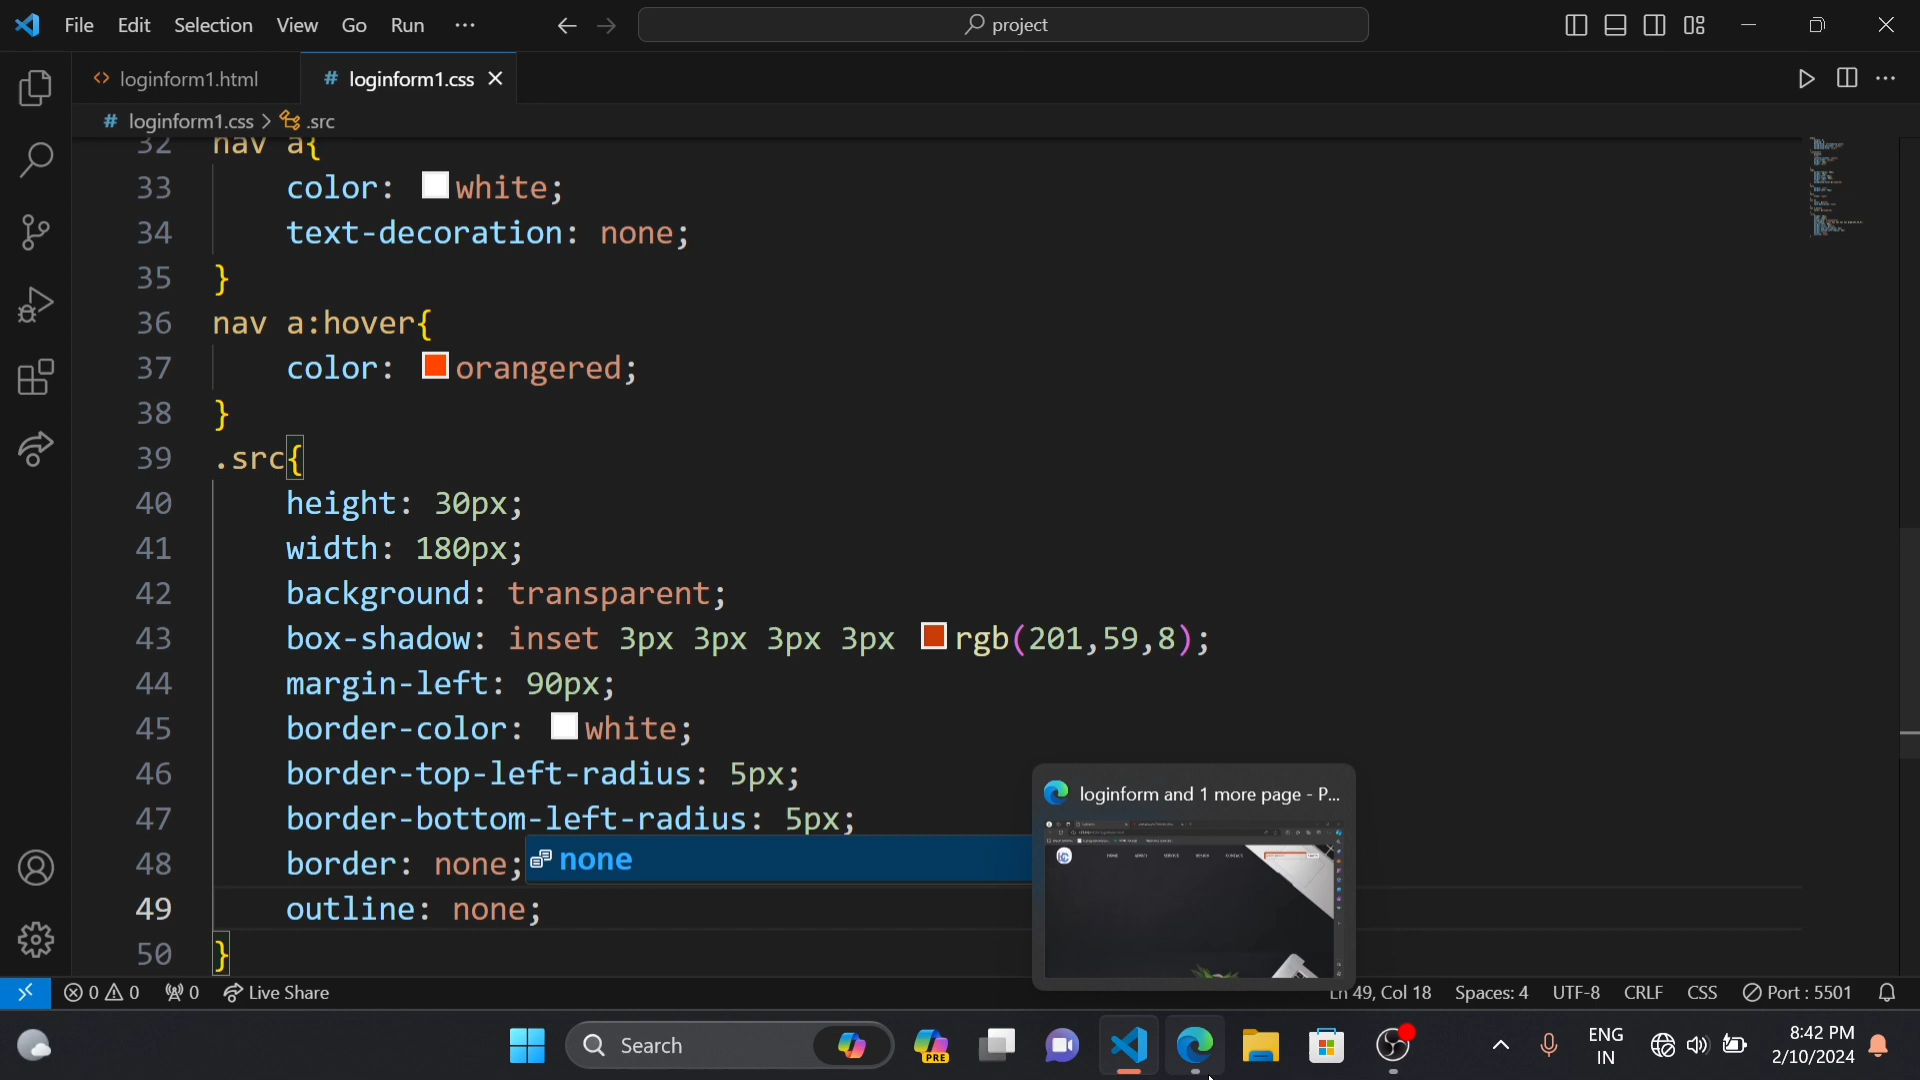 File Edit Selection View Go Run ··· project
loginform1.html # loginform1.css
# loginform1.css > .src
32 nav a{
33 color: white;
34 text-decoration: none;
35 }
36 nav a:hover{
37 color: orangered;
38 }
39 .src{
40 height: 30px;
41 width: 180px;
42 background: transparent;
43 box-shadow: inset 3px 3px 3px 3px rgb(201,59,8);
44 margin-left: 90px;
45 border-color: white;
46 border-top-left-radius: 5px;
47 border-bottom-left-radius: 5px;
48 border: none;
none
49 outline: none;
50 }
loginform and 1 more page - P...
0 0 0 Live Share Ln 49, Col 18 Spaces: 4 UTF-8 CRLF CSS Port : 5501
Search PRE ENG IN 8:42 PM 2/10/2024